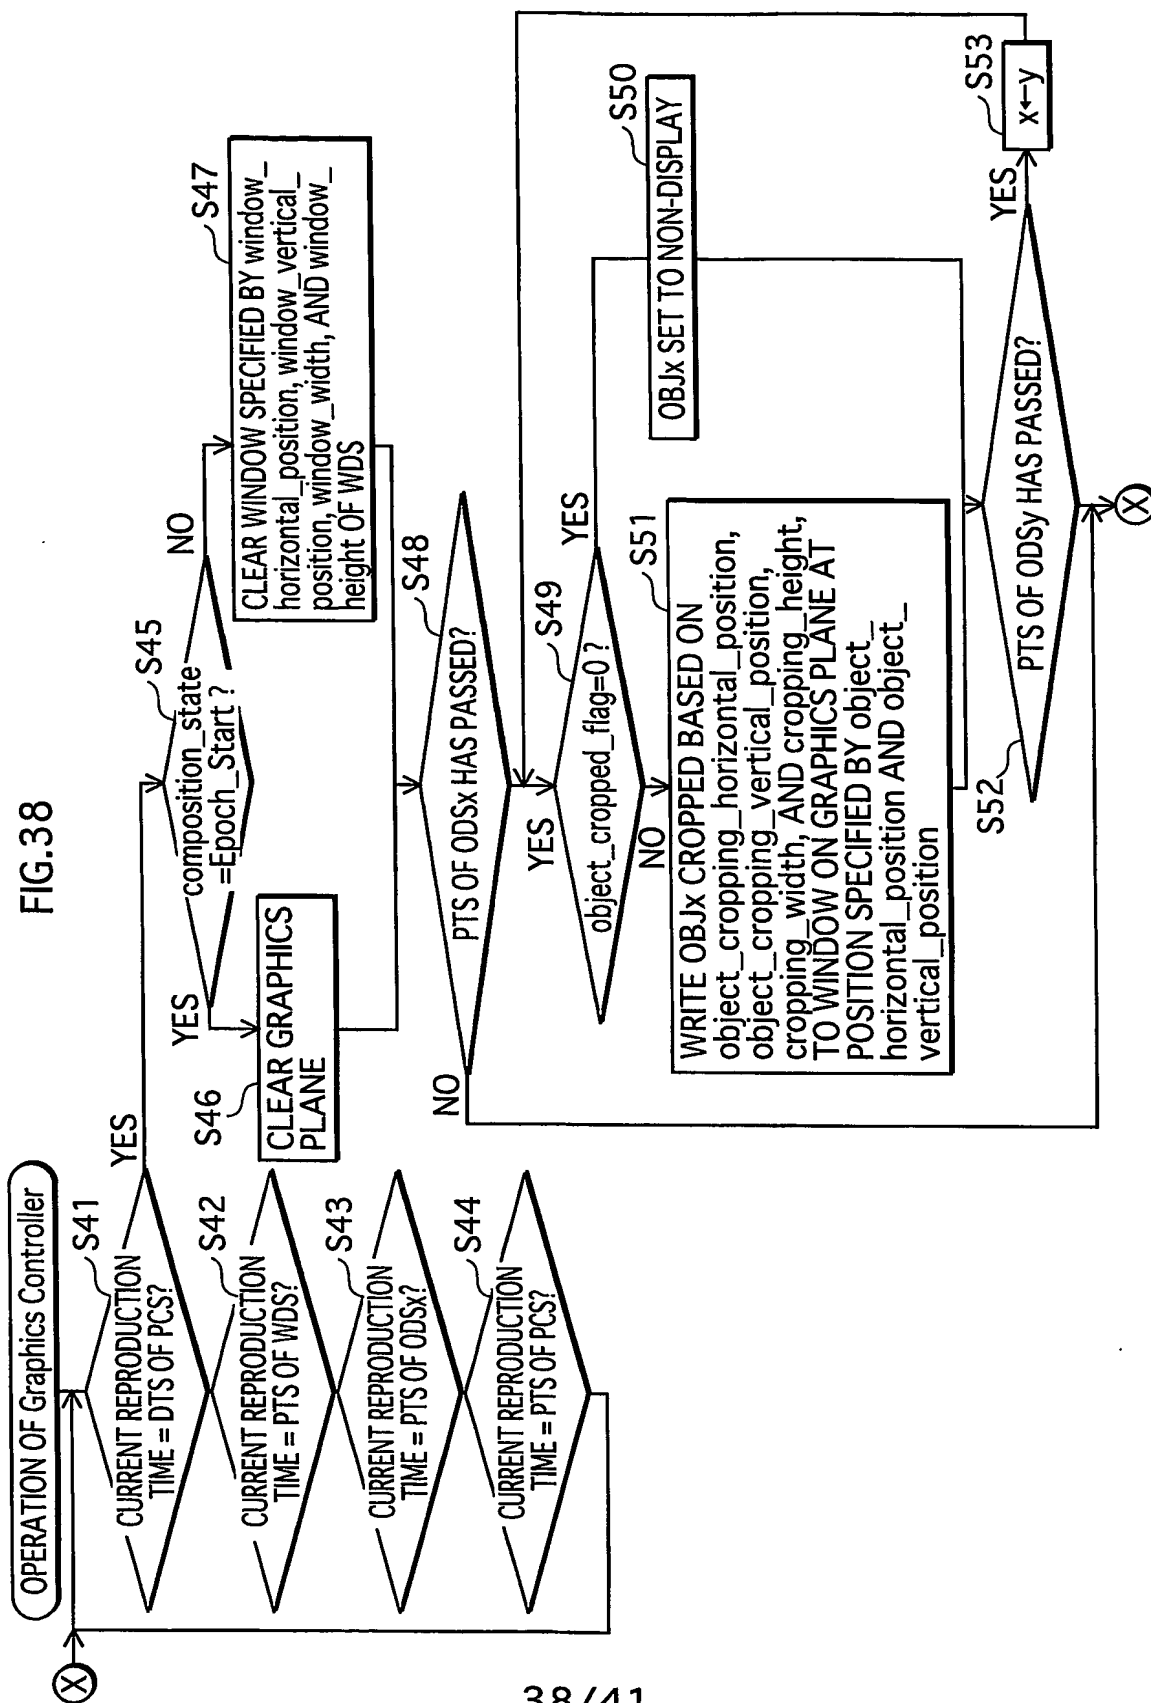 FIG.38
OPERATION OF Graphics Controller
X
S41
CURRENT REPRODUCTION
TIME = DTS OF PCS?
YES
S42
CURRENT REPRODUCTION
TIME = PTS OF WDS?
S43
CURRENT REPRODUCTION
TIME = PTS OF ODSx?
S44
CURRENT REPRODUCTION
TIME = PTS OF PCS?
S45
composition_state
=Epoch_Start ?
YES
NO
S46
CLEAR GRAPHICS
PLANE
S47
CLEAR WINDOW SPECIFIED BY window_
horizontal_position, window_vertical_
position, window_width, AND window_
height OF WDS
S48
PTS OF ODSx HAS PASSED?
NO
YES
S49
object_cropped_flag=0 ?
YES
NO
S50
OBJx SET TO NON-DISPLAY
S51
WRITE OBJx CROPPED BASED ON
object_cropping_horizontal_position,
object_cropping_vertical_position,
cropping_width, AND cropping_height,
TO WINDOW ON GRAPHICS PLANE AT
POSITION SPECIFIED BY object_
horizontal_position AND object_
vertical_position
S52
PTS OF ODSy HAS PASSED?
YES
S53
x←y
X
38/41